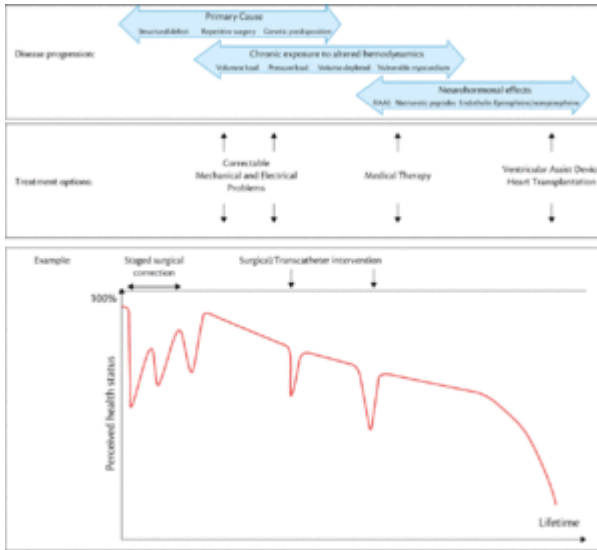 Primary Cause
Structural defect Repetitive surgery Genetic predisposition
Disease progression:
Chronic exposure to altered hemodynamics
Volume load Pressure load Volume depleted Vulnerable myocardium
Neurohormonal effects
RAAS Natriuretic peptides Endothelin Epinephrine/norepinephrine
Correctable
Mechanical and Electrical
Problems
Treatment options:
Medical Therapy
Ventricular Assist Device
Heart Transplantation
Example:
Staged surgical
correction
Surgical/Transcatheter intervention
100%
Perceived health status
Lifetime